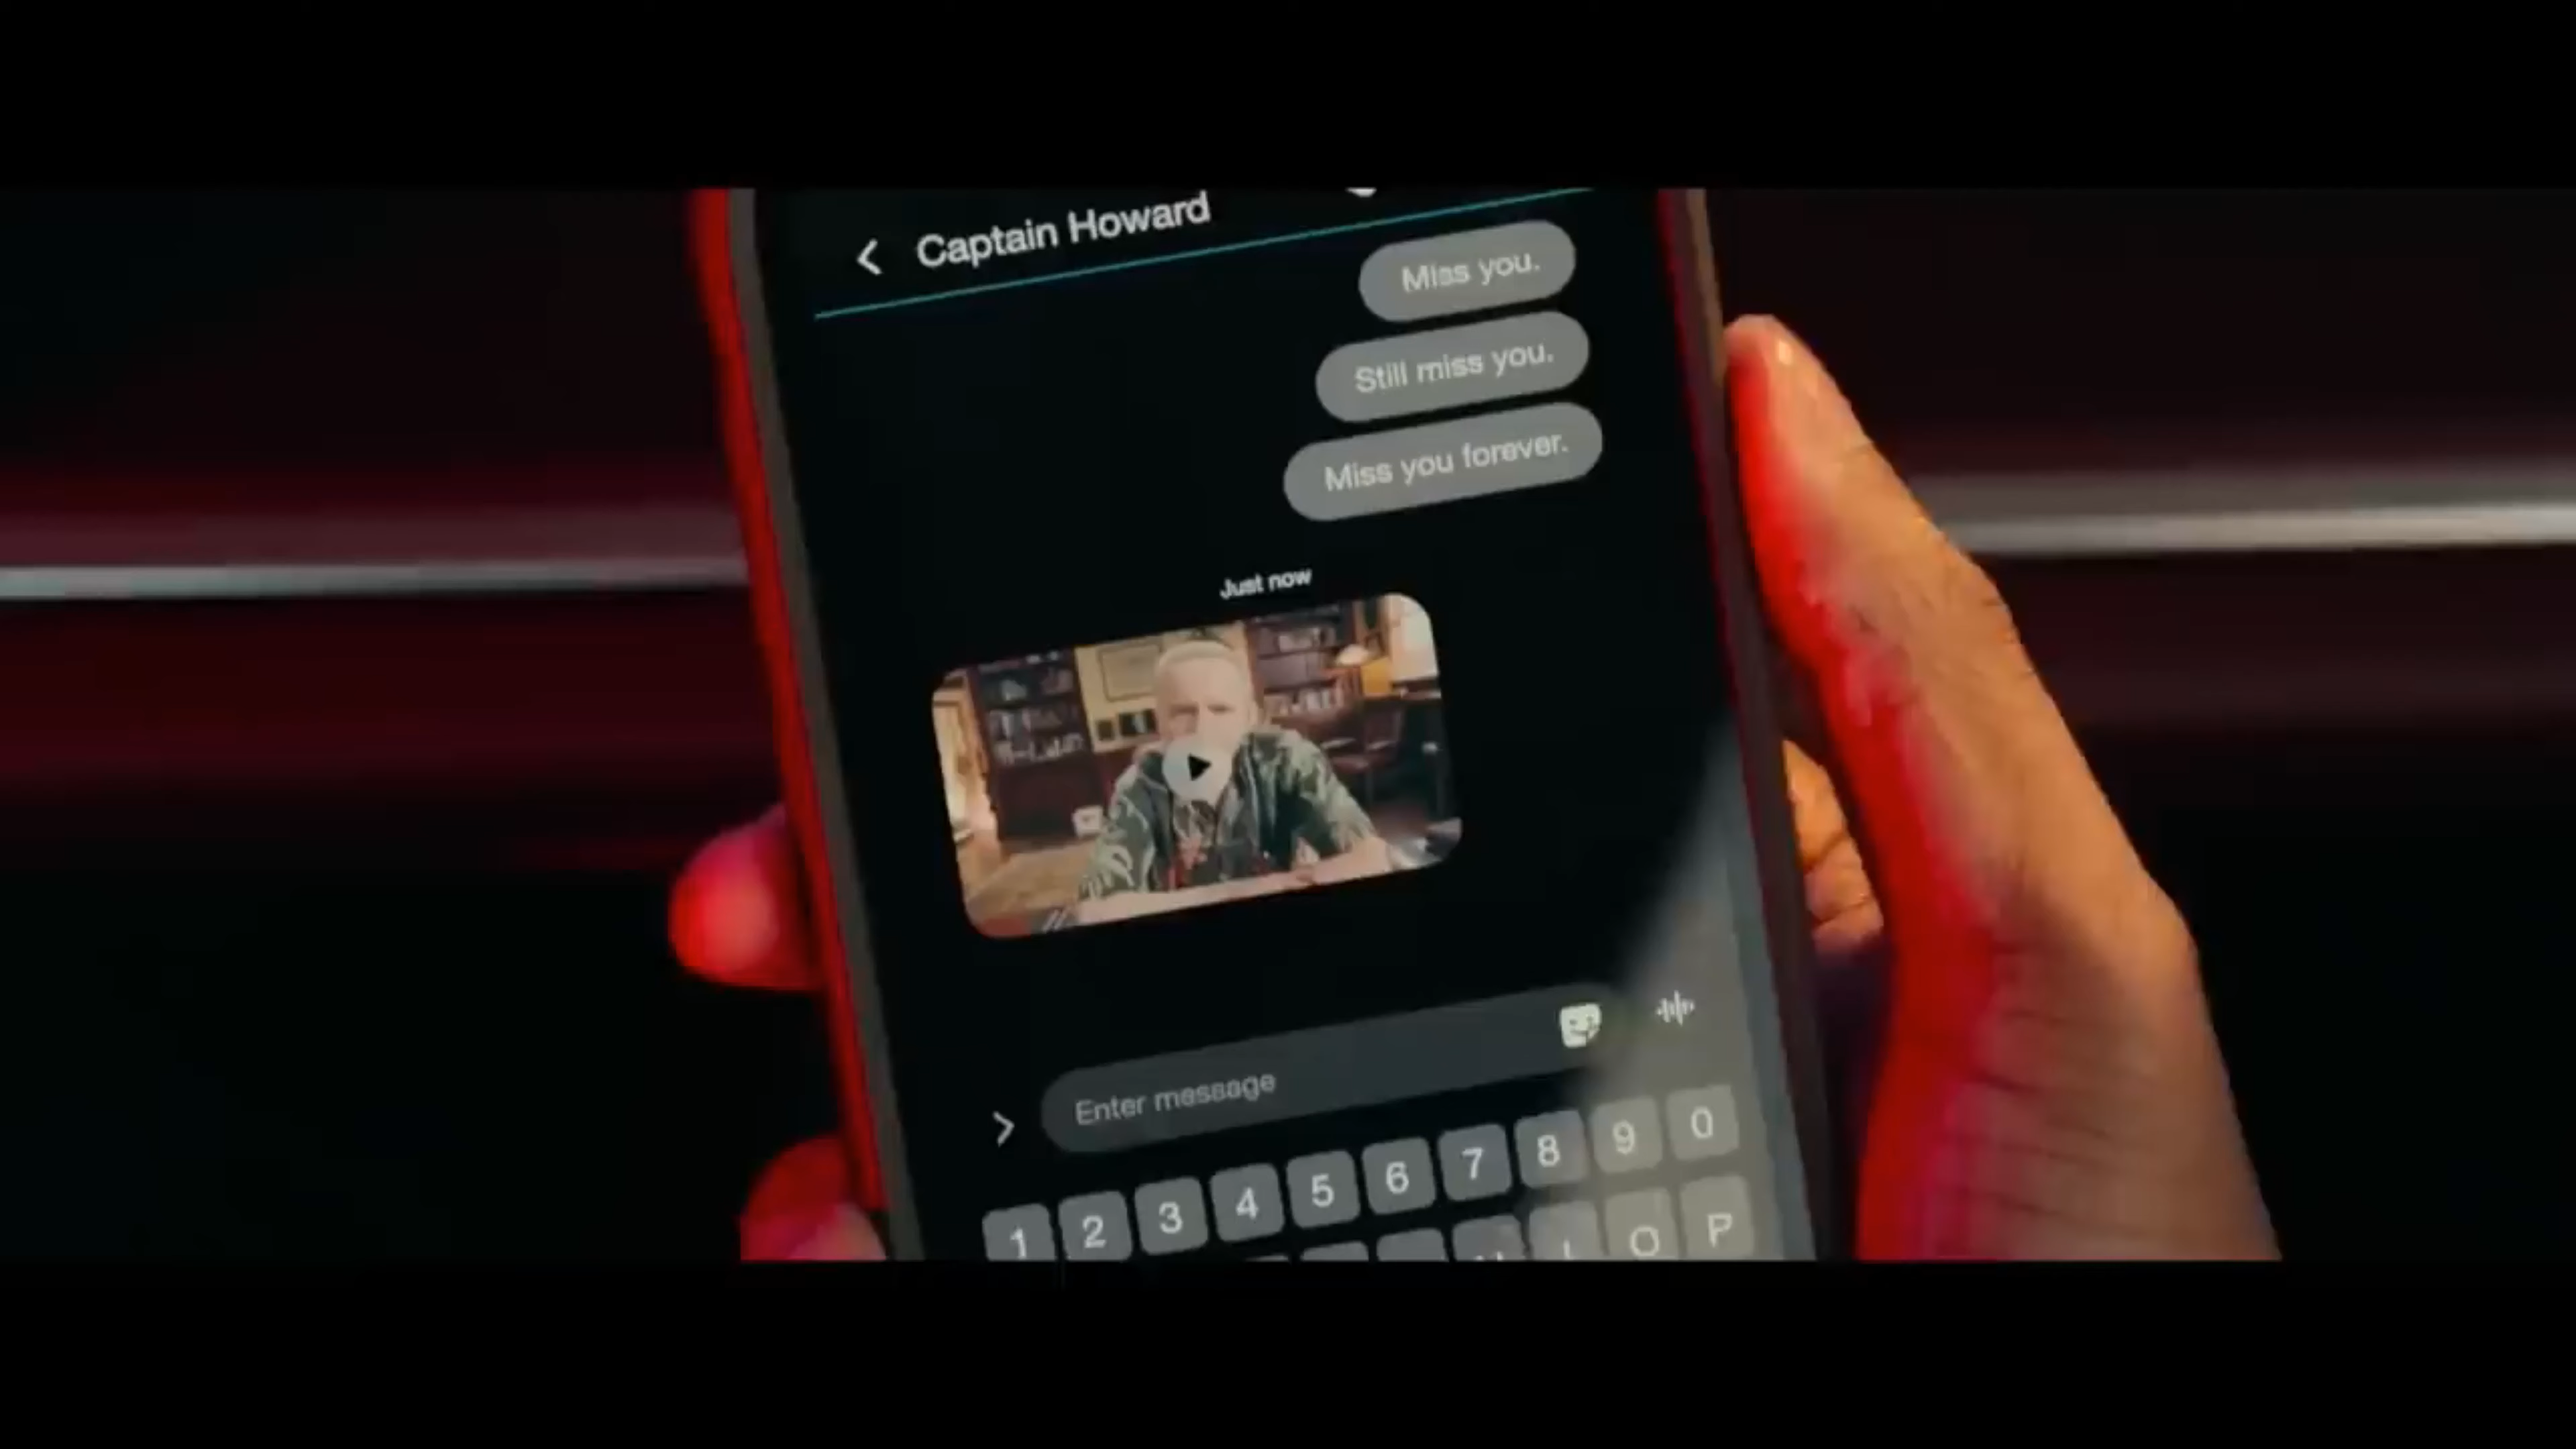 Captain Howard
Miss you.
Still miss you.
Miss you forever.
Just now
Enter message
1 2 3 4 5 6 7 8 9 0
O P